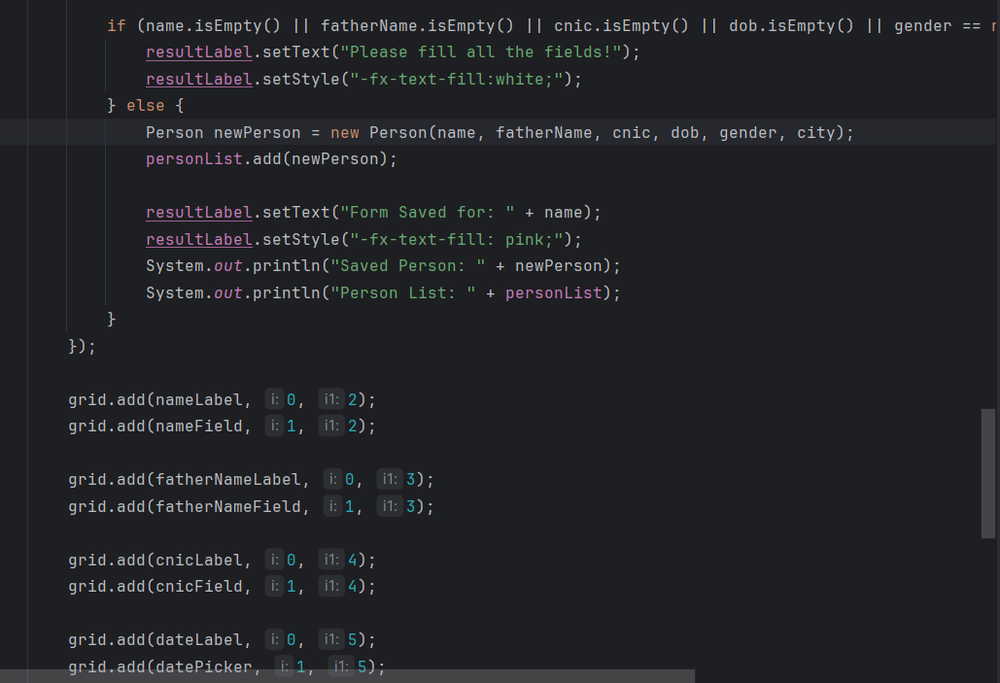 if (name.isEmpty() || fatherName.isEmpty() || cnic.isEmpty() || dob.isEmpty() || gender ==
resultLabel.setText("Please fill all the fields!");
resultLabel.setStyle("-fx-text-fill:white;");
} else {
Person newPerson = new Person(name, fatherName, cnic, dob, gender, city);
personList.add(newPerson);
resultLabel.setText("Form Saved for: " + name);
resultLabel.setStyle("-fx-text-fill: pink;");
System.out.println("Saved Person: " + newPerson);
System.out.println("Person List: " + personList);
}
});
grid.add(nameLabel, i: 0, i1: 2);
grid.add(nameField, i: 1, i1: 2);
grid.add(fatherNameLabel, i: 0, i1: 3);
grid.add(fatherNameField, i: 1, i1: 3);
grid.add(cnicLabel, i: 0, i1: 4);
grid.add(cnicField, i: 1, i1: 4);
grid.add(dateLabel, i: 0, i1: 5);
grid.add(datePicker, i: 1, i1: 5);